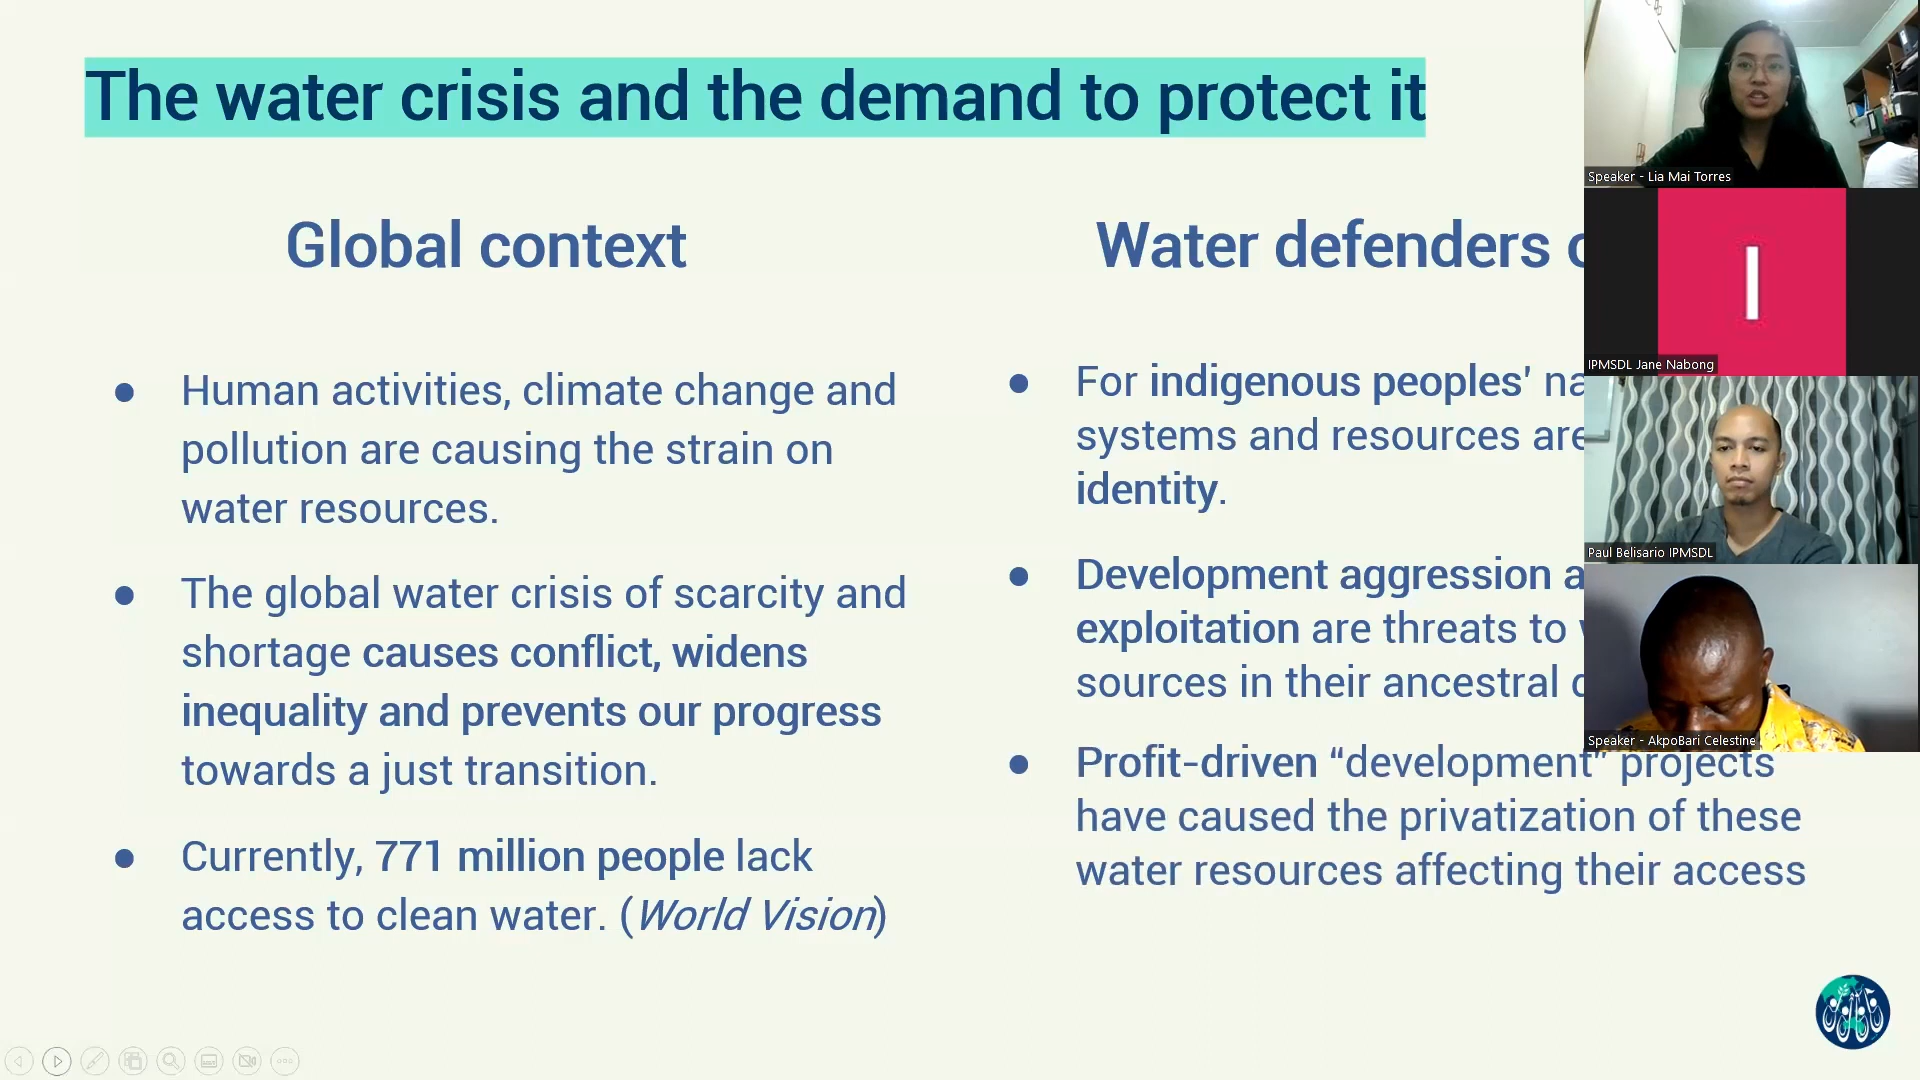 The water crisis and the demand to protect it
Global context
Human activities, climate change and
pollution are causing the strain on
water resources.
The global water crisis of scarcity and
shortage causes conflict, widens
inequality and prevents our progress
towards a just transition.
Currently, 771 million people lack
access to clean water. (World Vision)
Water defenders
For indigenous peoples’
systems and resources are
identity.
Development aggression
exploitation are threats to
sources in their ancestral
Profit-driven “development” projects
have caused the privatization of these
water resources affecting their access
Speaker - Lia Mai Torres
I
IPMSDL Jane Nabong
Paul Belisario IPMSDL
Speaker - AkpoBari Celestine